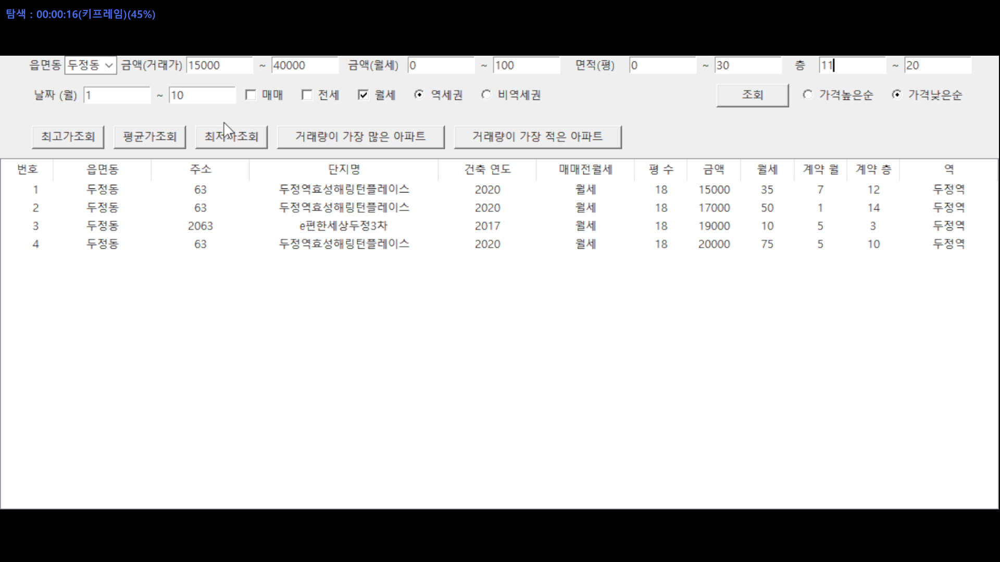 탐색 : 00:00:16(키프레임)(45%)
읍면동 두정동 금액(거래가) 15000 ~ 40000 금액(월세) 0 ~ 100 면적(평) 0 ~ 30 층 11 ~ 20
날짜 (월) 1 ~ 10 매매 전세 월세 역세권 비역세권 조회 가격높은순 가격낮은순
최고가조회 평균가조회 최저가조회 거래량이 가장 많은 아파트 거래량이 가장 적은 아파트
번호 읍면동 주소 단지명 건축 연도 매매전월세 평 수 금액 월세 계약 월 계약 층 역
1 두정동 63 두정역효성해링턴플레이스 2020 월세 18 15000 35 7 12 두정역
2 두정동 63 두정역효성해링턴플레이스 2020 월세 18 17000 50 1 14 두정역
3 두정동 2063 e편한세상두정3차 2017 월세 18 19000 10 5 3 두정역
4 두정동 63 두정역효성해링턴플레이스 2020 월세 18 20000 75 5 10 두정역